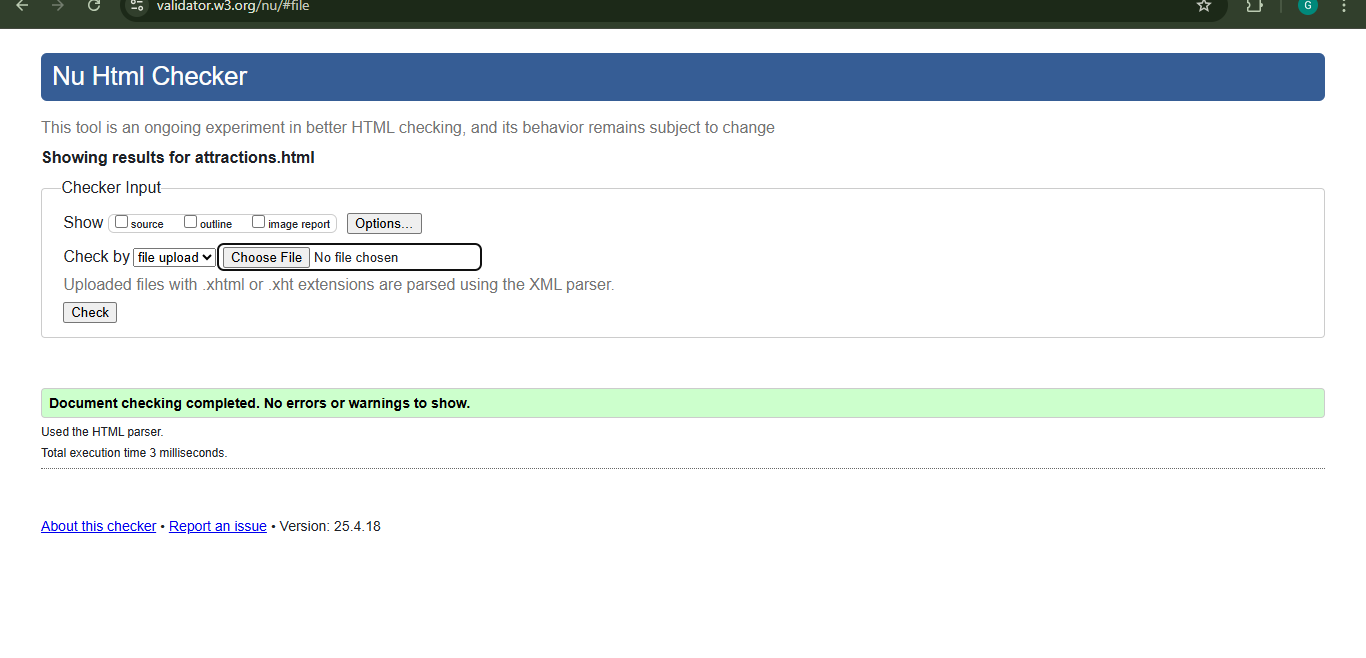 validator.w3.org/nu/#file
G
Nu Html Checker
This tool is an ongoing experiment in better HTML checking, and its behavior remains subject to change
Showing results for attractions.html
Checker Input
Show source outline image report Options...
Check by file upload Choose File No file chosen
Uploaded files with .xhtml or .xht extensions are parsed using the XML parser.
Check
Document checking completed. No errors or warnings to show.
Used the HTML parser.
Total execution time 3 milliseconds.
About this checker • Report an issue • Version: 25.4.18